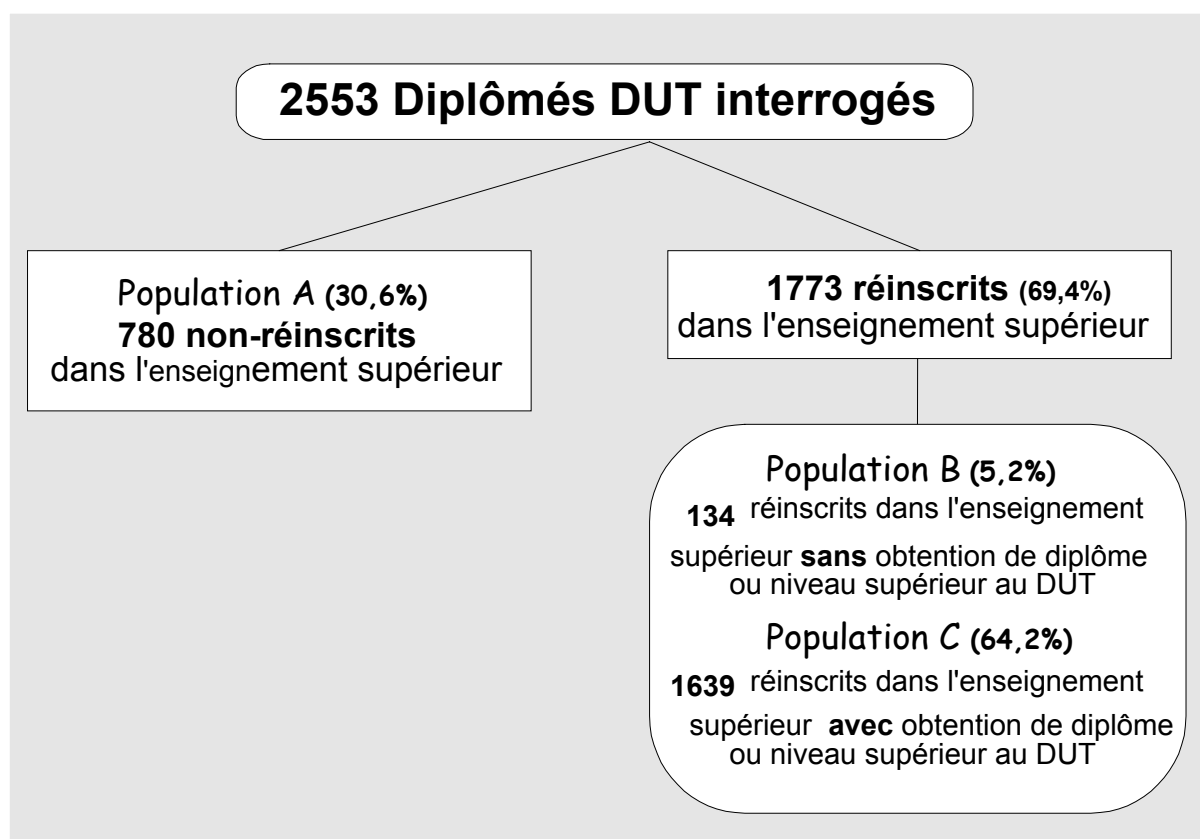 2553 Diplômés DUT interrogés
Population A (30,6%)
780 non-réinscrits
dans l'enseignement supérieur
1773 réinscrits (69,4%)
dans l'enseignement supérieur
Population B (5,2%)
134 réinscrits dans l'enseignement
supérieur sans obtention de diplôme
ou niveau supérieur au DUT
Population C (64,2%)
1639 réinscrits dans l'enseignement
supérieur avec obtention de diplôme
ou niveau supérieur au DUT